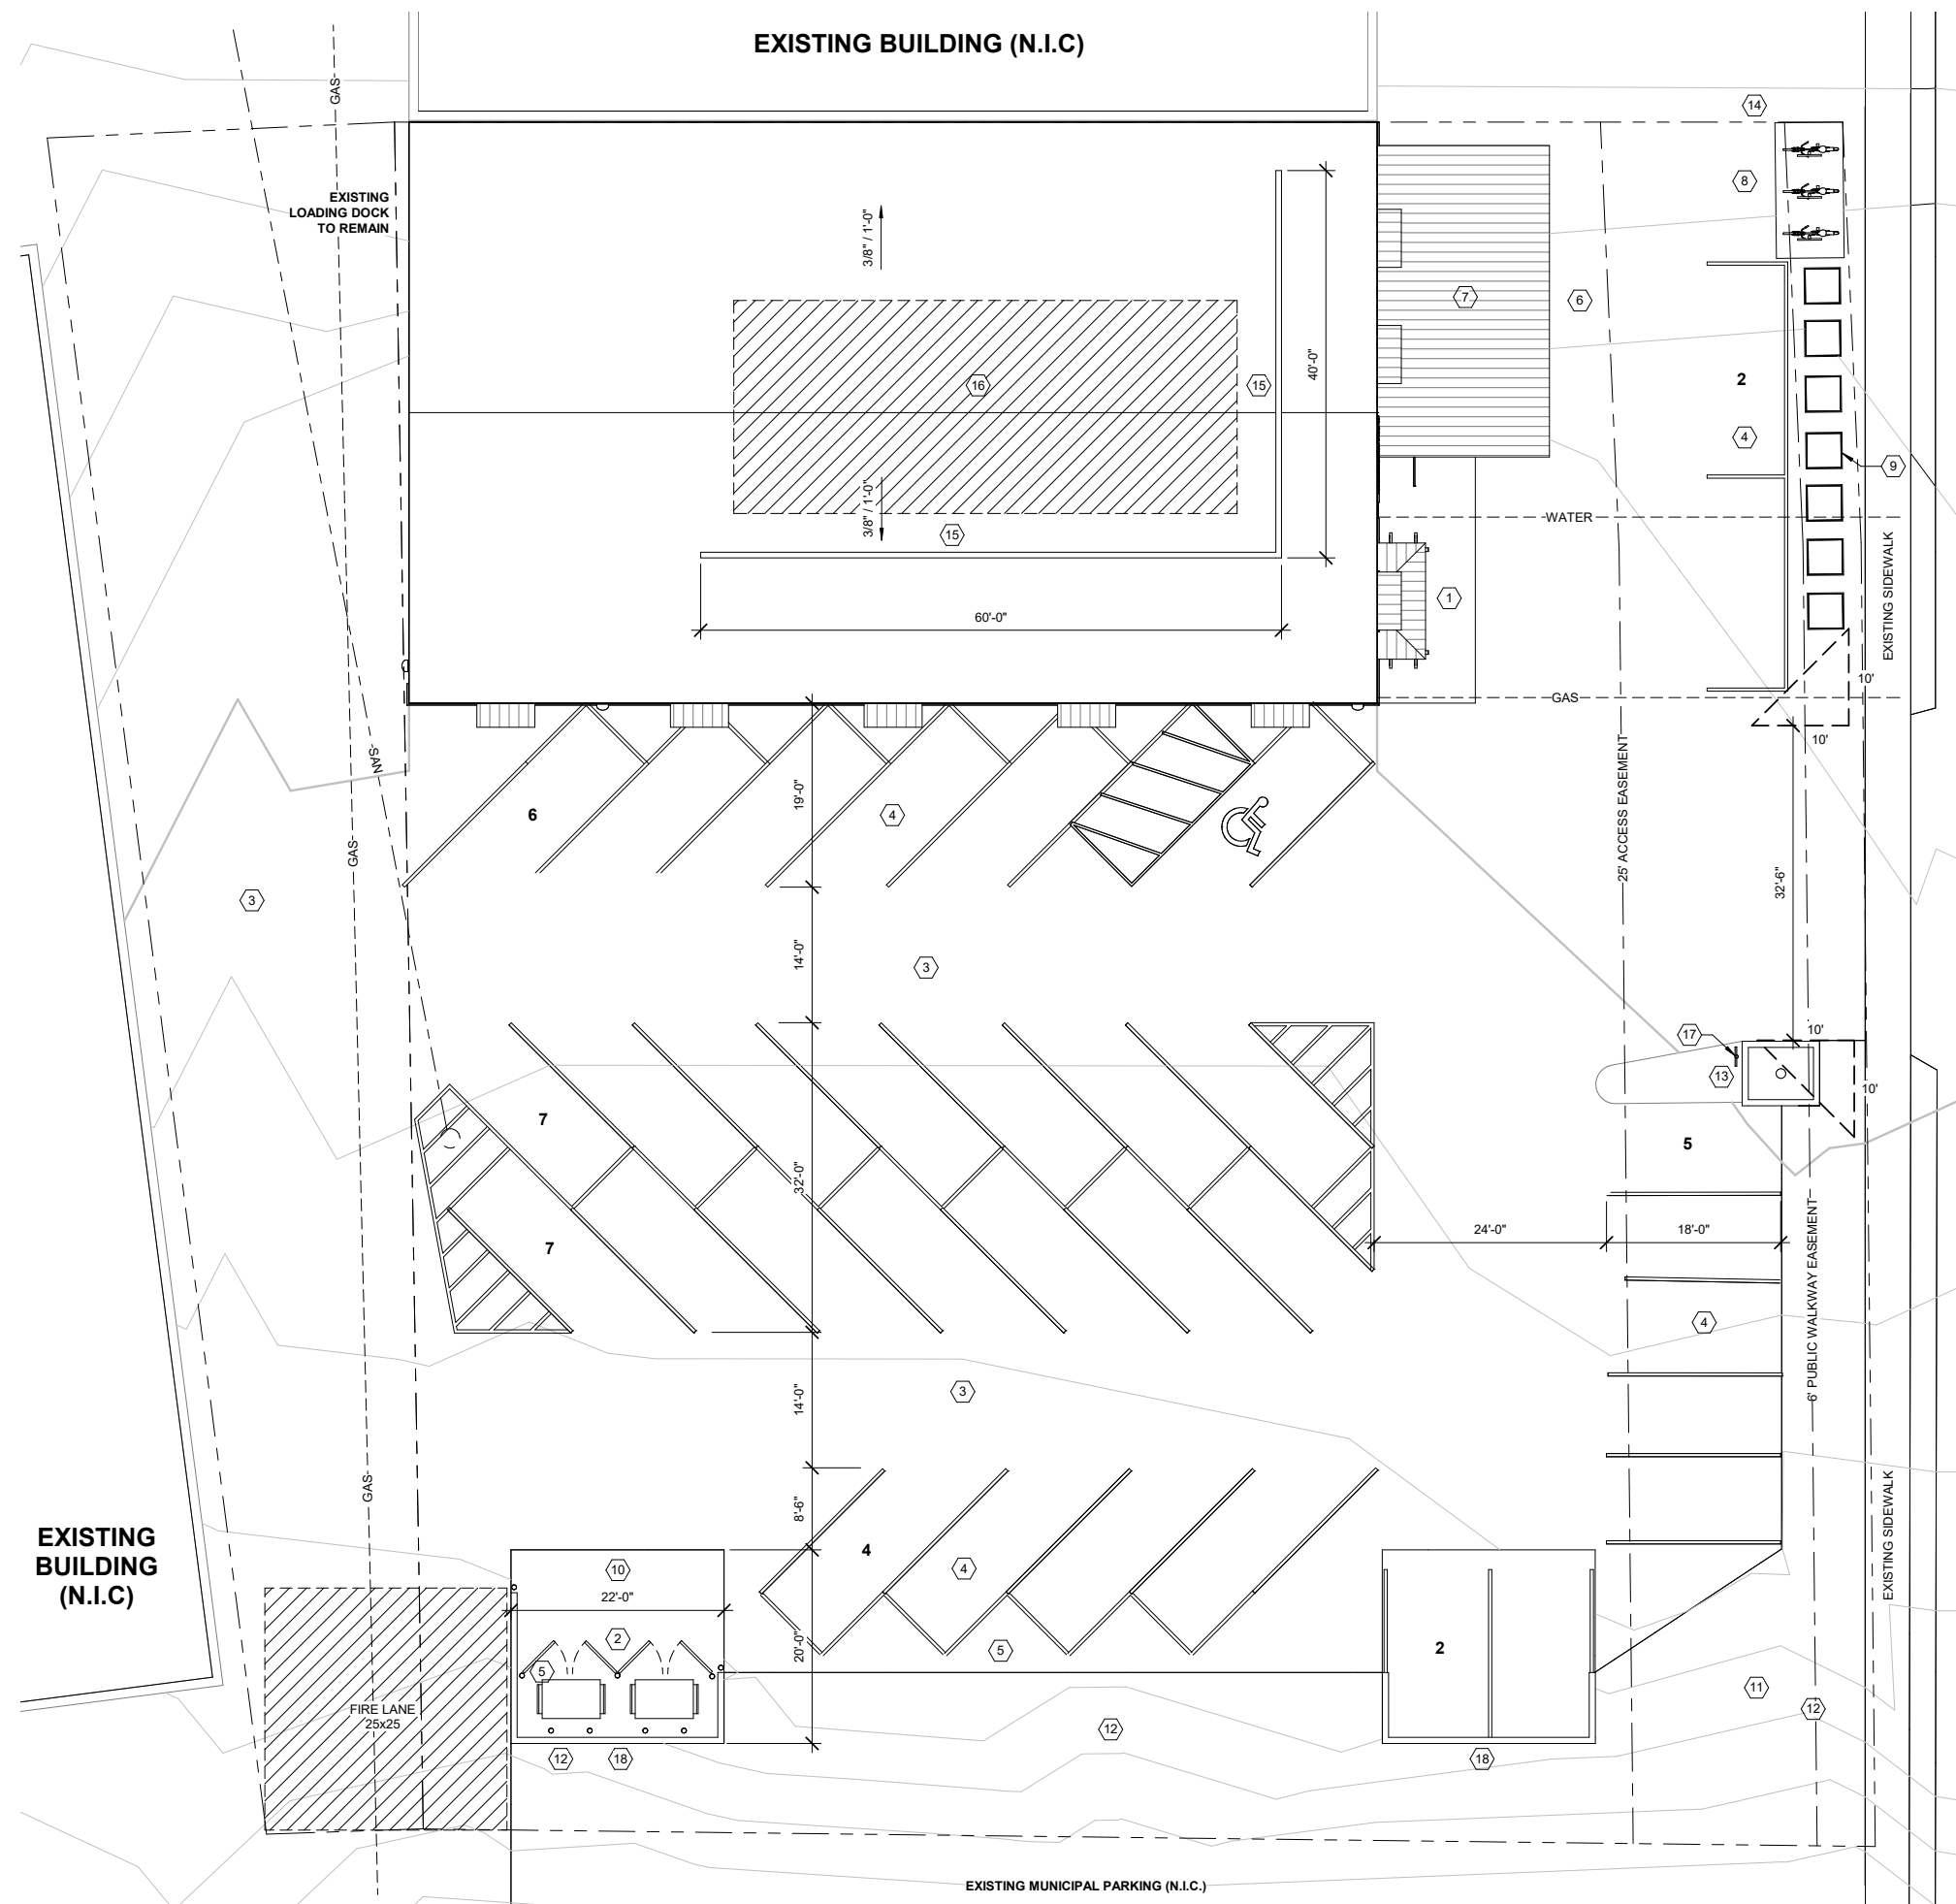 EXISTING BUILDING (N.I.C)
GAS
14
8
EXISTING
LOADING DOCK
TO REMAIN
3/8" / 1'-0"
7
6
16
15
40'-0"
2
4
9
3/8" / 1'-0"
15
WATER
EXISTING SIDEWALK
1
60'-0"
10'
GAS
10'
SAN
GAS
25' ACCESS EASEMENT
19'-0"
6
4
32'-6"
3
14'-0"
3
10'
17
13
10'
7
5
32'-0"
7
24'-0"
18'-0"
6' PUBLIC WALKWAY EASEMENT
4
14'-0"
3
GAS
8'-6"
EXISTING SIDEWALK
EXISTING
BUILDING
(N.I.C)
4
4
10
22'-0"
2
20'-0"
5
5
2
11
FIRE LANE
25x25
12
12
12
18
18
EXISTING MUNICIPAL PARKING (N.I.C.)